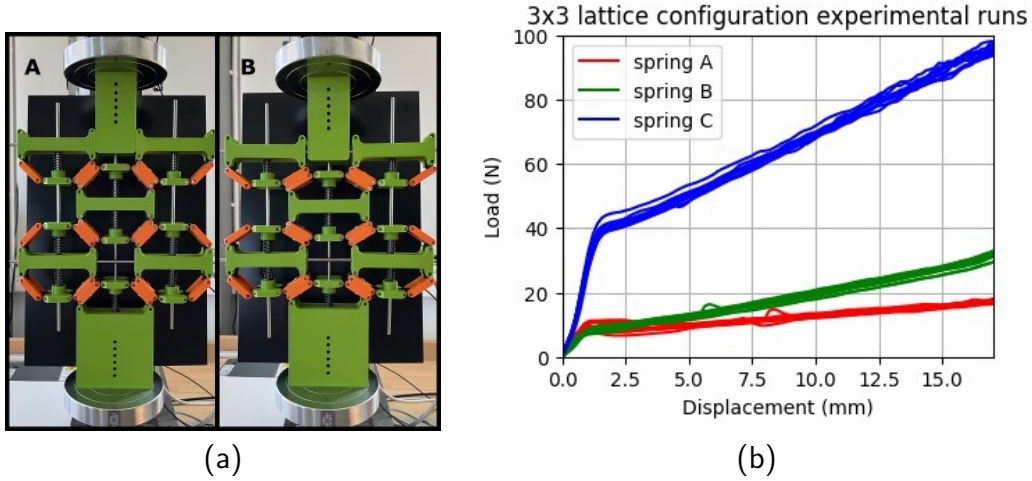 A
B
(a)
3x3 lattice configuration experimental runs
Load (N)
100
80
60
40
20
0
spring A
spring B
spring C
0.0 2.5 5.0 7.5 10.0 12.5 15.0
Displacement (mm)
(b)